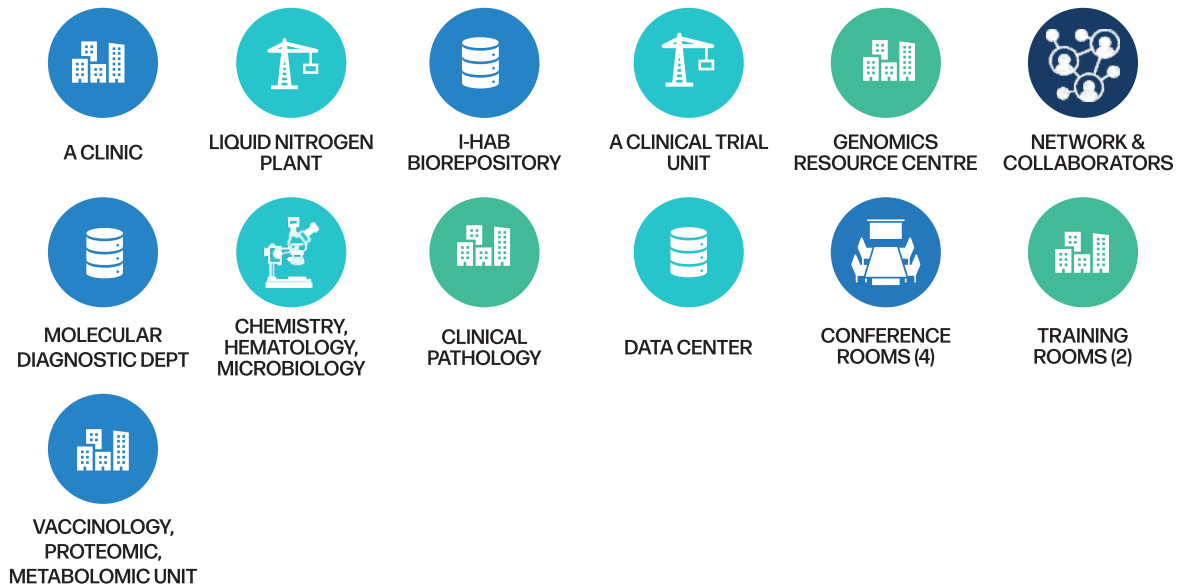 A CLINIC
LIQUID NITROGEN
PLANT
I-HAB
BIOREPOSITORY
A CLINICAL TRIAL
UNIT
GENOMICS
RESOURCE CENTRE
NETWORK &
COLLABORATORS
MOLECULAR
DIAGNOSTIC DEPT
CHEMISTRY,
HEMATOLOGY,
MICROBIOLOGY
CLINICAL
PATHOLOGY
DATA CENTER
CONFERENCE
ROOMS (4)
TRAINING
ROOMS (2)
VACCINOLOGY,
PROTEOMIC,
METABOLOMIC UNIT